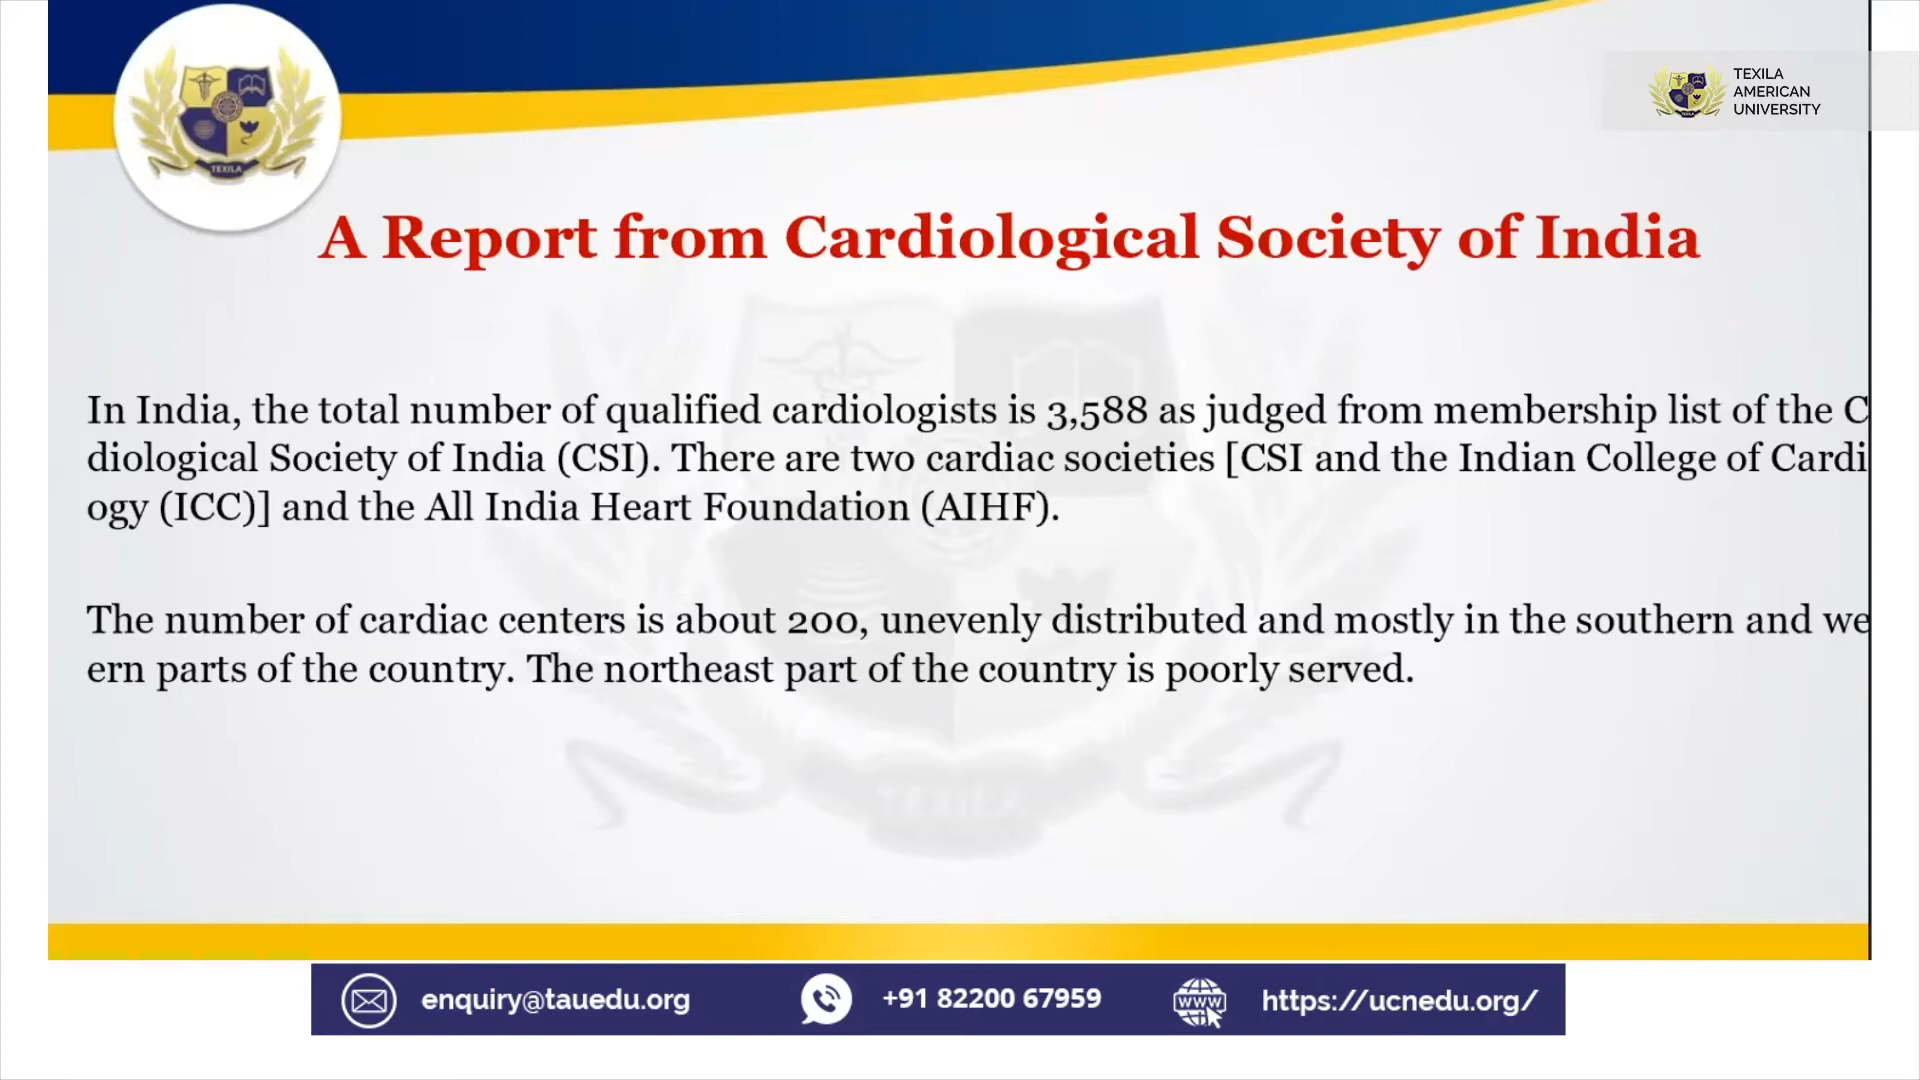 TEXILA
TEXILA
AMERICAN
UNIVERSITY
A Report from Cardiological Society of India
In India, the total number of qualified cardiologists is 3,588 as judged from membership list of the C
diological Society of India (CSI). There are two cardiac societies [CSI and the Indian College of Cardi
ogy (ICC)] and the All India Heart Foundation (AIHF).
The number of cardiac centers is about 200, unevenly distributed and mostly in the southern and we
ern parts of the country. The northeast part of the country is poorly served.
TEXILA
enquiry@tauedu.org
+91 82200 67959
www
https://ucnedu.org/